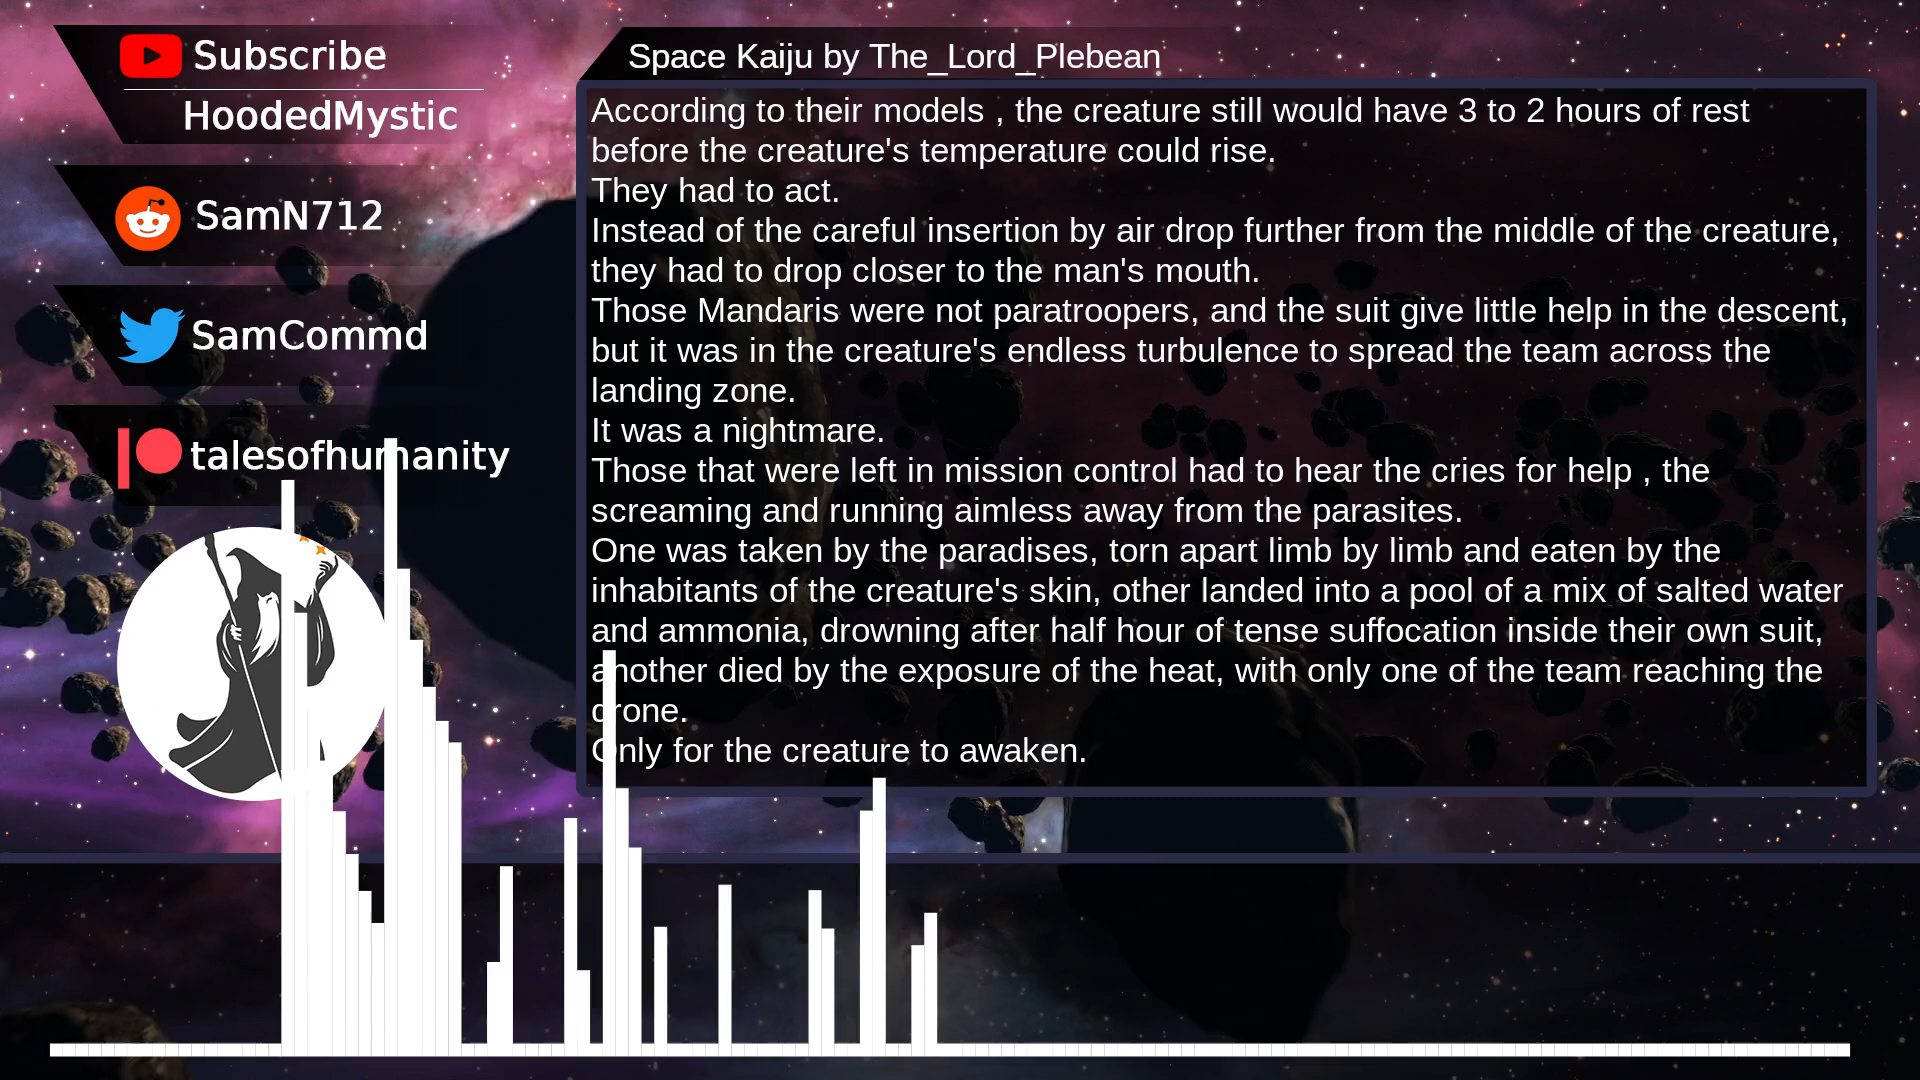 Subscribe
HoodedMystic
SamN712
SamCommd
talesofhumanity
Space Kaiju by The_Lord_Plebean
According to their models , the creature still would have 3 to 2 hours of rest
before the creature's temperature could rise.
They had to act.
Instead of the careful insertion by air drop further from the middle of the creature,
they had to drop closer to the man's mouth.
Those Mandaris were not paratroopers, and the suit give little help in the descent,
but it was in the creature's endless turbulence to spread the team across the
landing zone.
It was a nightmare.
Those that were left in mission control had to hear the cries for help , the
screaming and running aimless away from the parasites.
One was taken by the paradises, torn apart limb by limb and eaten by the
inhabitants of the creature's skin, other landed into a pool of a mix of salted water
and ammonia, drowning after half hour of tense suffocation inside their own suit,
another died by the exposure of the heat, with only one of the team reaching the
drone.
Only for the creature to awaken.